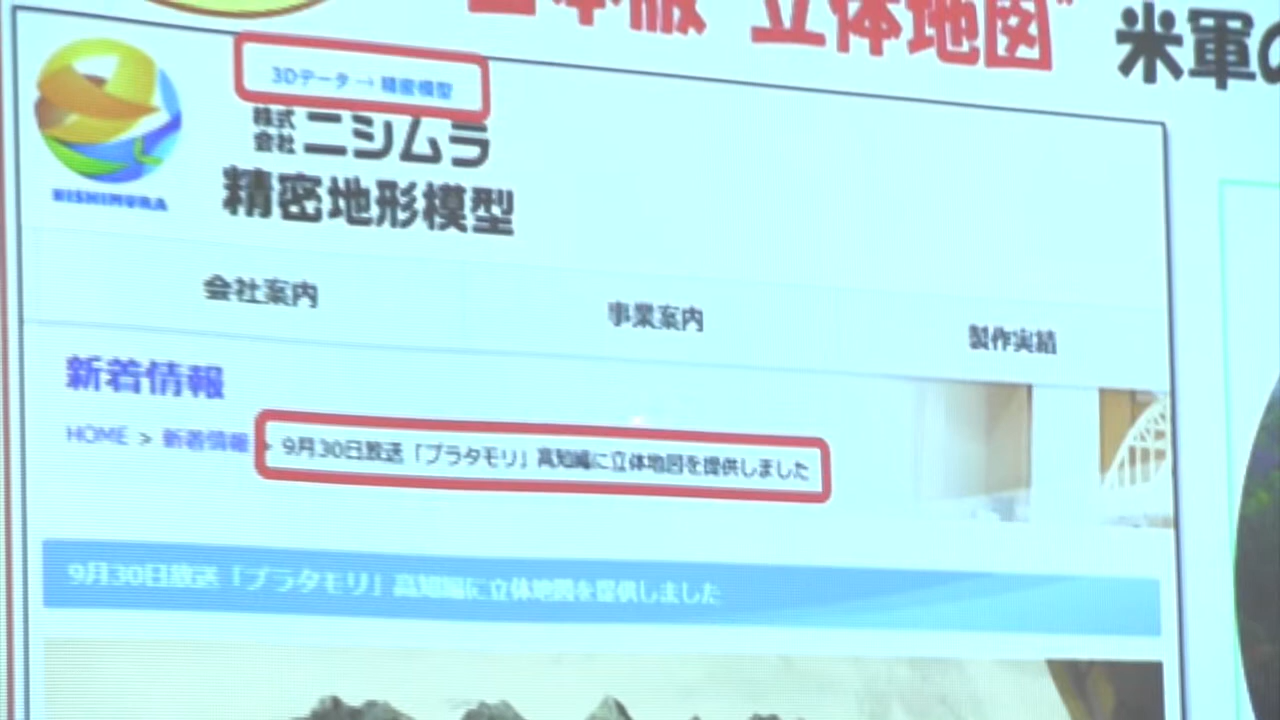 日本版"立体地図" 米軍の
3Dデータ → 精密模型
株式会社 ニシムラ
NISHIMURA
精密地形模型
会社案内 事業案内 製作実績
新着情報
HOME > 新着情報 > 9月30日放送「ブラタモリ」高知編に立体地図を提供しました
9月30日放送「ブラタモリ」高知編に立体地図を提供しました